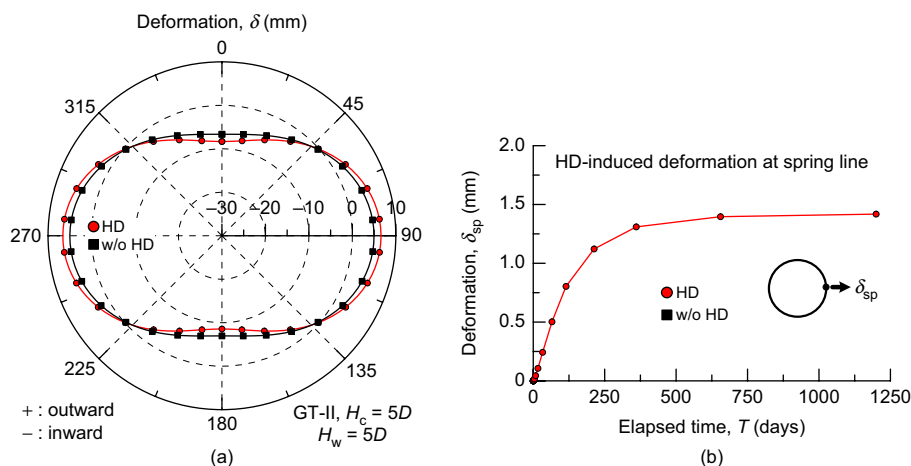 Deformation, δ (mm)
0
45
90
135
180
225
270
315
−30 −20 −10 0 10
HD
w/o HD
+ : outward
− : inward
GT-II, Hc = 5D
Hw = 5D
(a)
HD-induced deformation at spring line
Deformation, δsp (mm)
2.0
1.5
1.0
0.5
0
HD
w/o HD
δsp
0 250 500 750 1000 1250
Elapsed time, T (days)
(b)